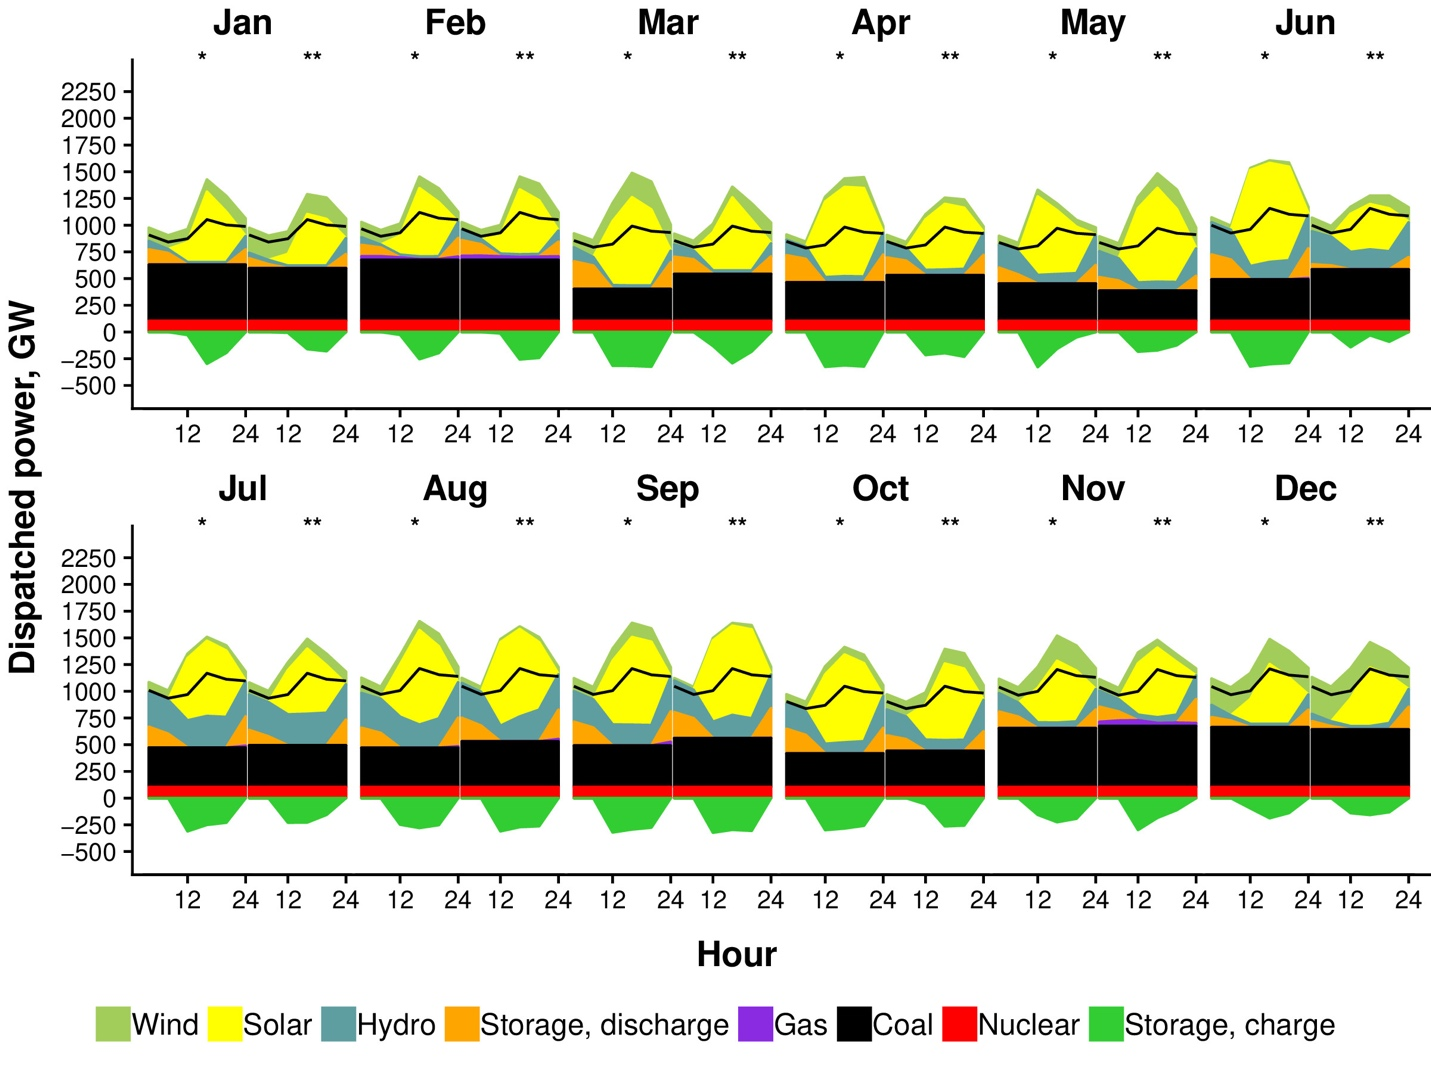 Jan Feb Mar Apr May Jun
* ** * ** * ** * ** * ** * **
2250
2000
1750
1500
1250
1000
750
500
250
0
−250
−500
12 24 12 24 12 24 12 24 12 24 12 24 12 24 12 24 12 24 12 24 12 24 12 24
Jul Aug Sep Oct Nov Dec
* ** * ** * ** * ** * ** * **
2250
2000
1750
1500
1250
1000
750
500
250
0
−250
−500
12 24 12 24 12 24 12 24 12 24 12 24 12 24 12 24 12 24 12 24 12 24 12 24
Dispatched power, GW
Hour
Wind Solar Hydro Storage, discharge Gas Coal Nuclear Storage, charge